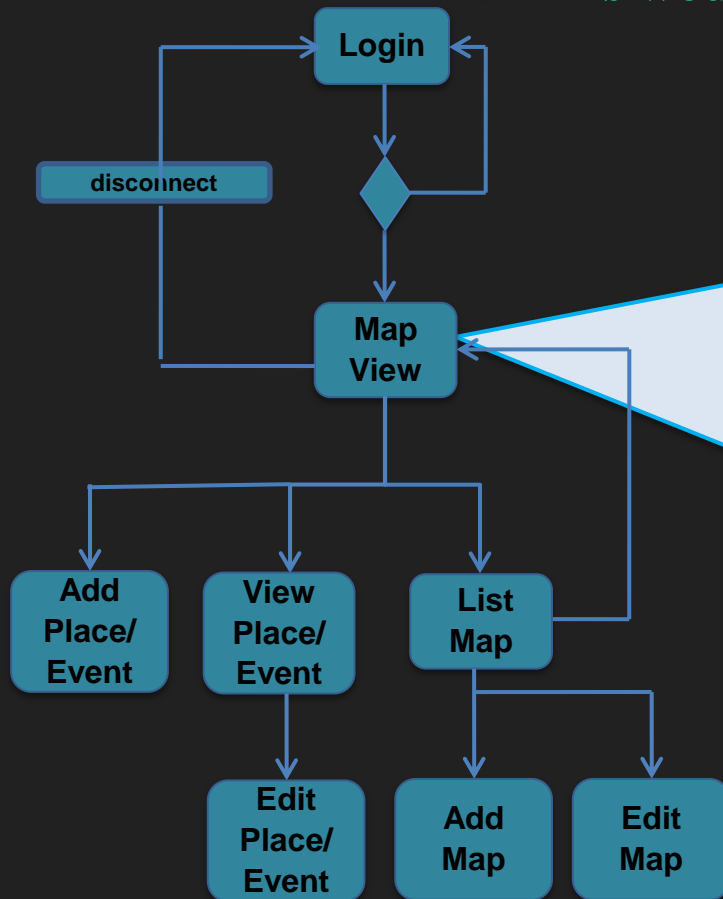 Login
disconnect
Map
View
Add
Place/
Event
View
Place/
Event
List
Map
Edit
Place/
Event
Add
Map
Edit
Map